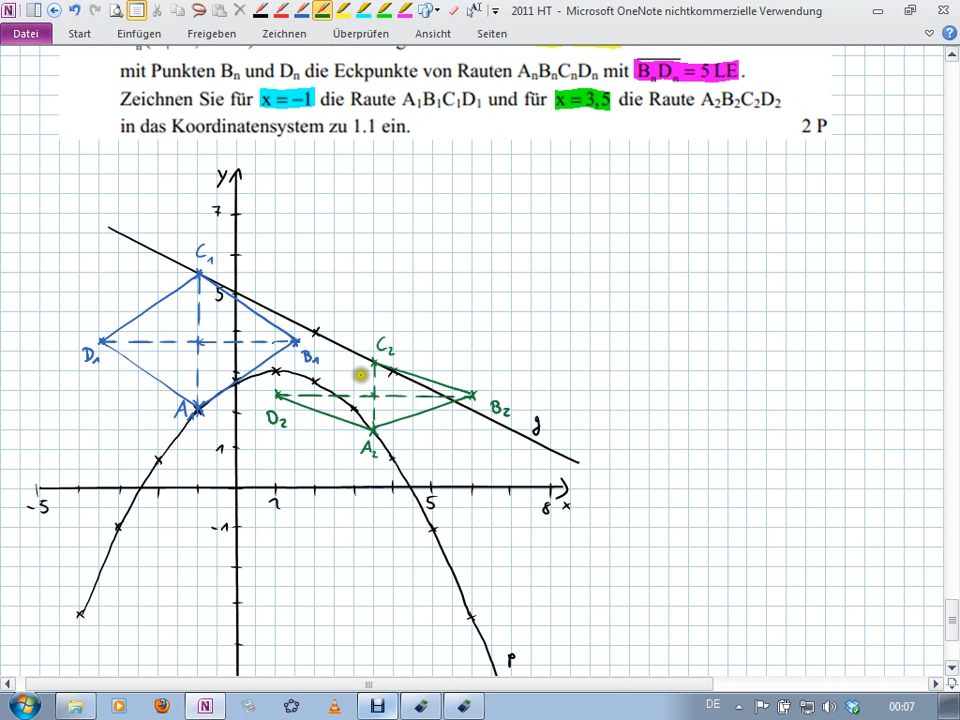 2011 HT - Microsoft OneNote nichtkommerzielle Verwendung
Datei Start Einfügen Freigeben Zeichnen Überprüfen Ansicht Seiten
mit Punkten Bn und Dn die Eckpunkte von Rauten AnBnCnDn mit BnDn = 5 LE .
Zeichnen Sie für x = −1 die Raute A1B1C1D1 und für x = 3,5 die Raute A2B2C2D2
in das Koordinatensystem zu 1.1 ein. 2 P
y
7
C1
5
C2
D1
B1
A1
B2
D2
g
A2
1
-5
1
5
8
x
-1
p
DE
00:07